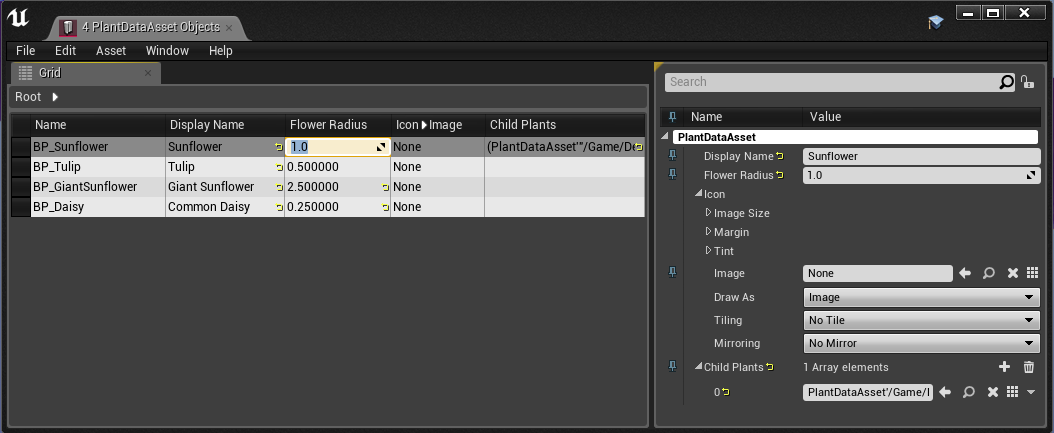 4 PlantDataAsset Objects
File Edit Asset Window Help
Grid
Root
Name Display Name Flower Radius Icon Image Child Plants
BP_Sunflower Sunflower 1.0 None (PlantDataAsset'"/Game/De
BP_Tulip Tulip 0.500000 None
BP_GiantSunflower Giant Sunflower 2.500000 None
BP_Daisy Common Daisy 0.250000 None
Search
Name Value
PlantDataAsset
Display Name Sunflower
Flower Radius 1.0
Icon
Image Size
Margin
Tint
Image None
Draw As Image
Tiling No Tile
Mirroring No Mirror
Child Plants 1 Array elements
0 PlantDataAsset'/Game/